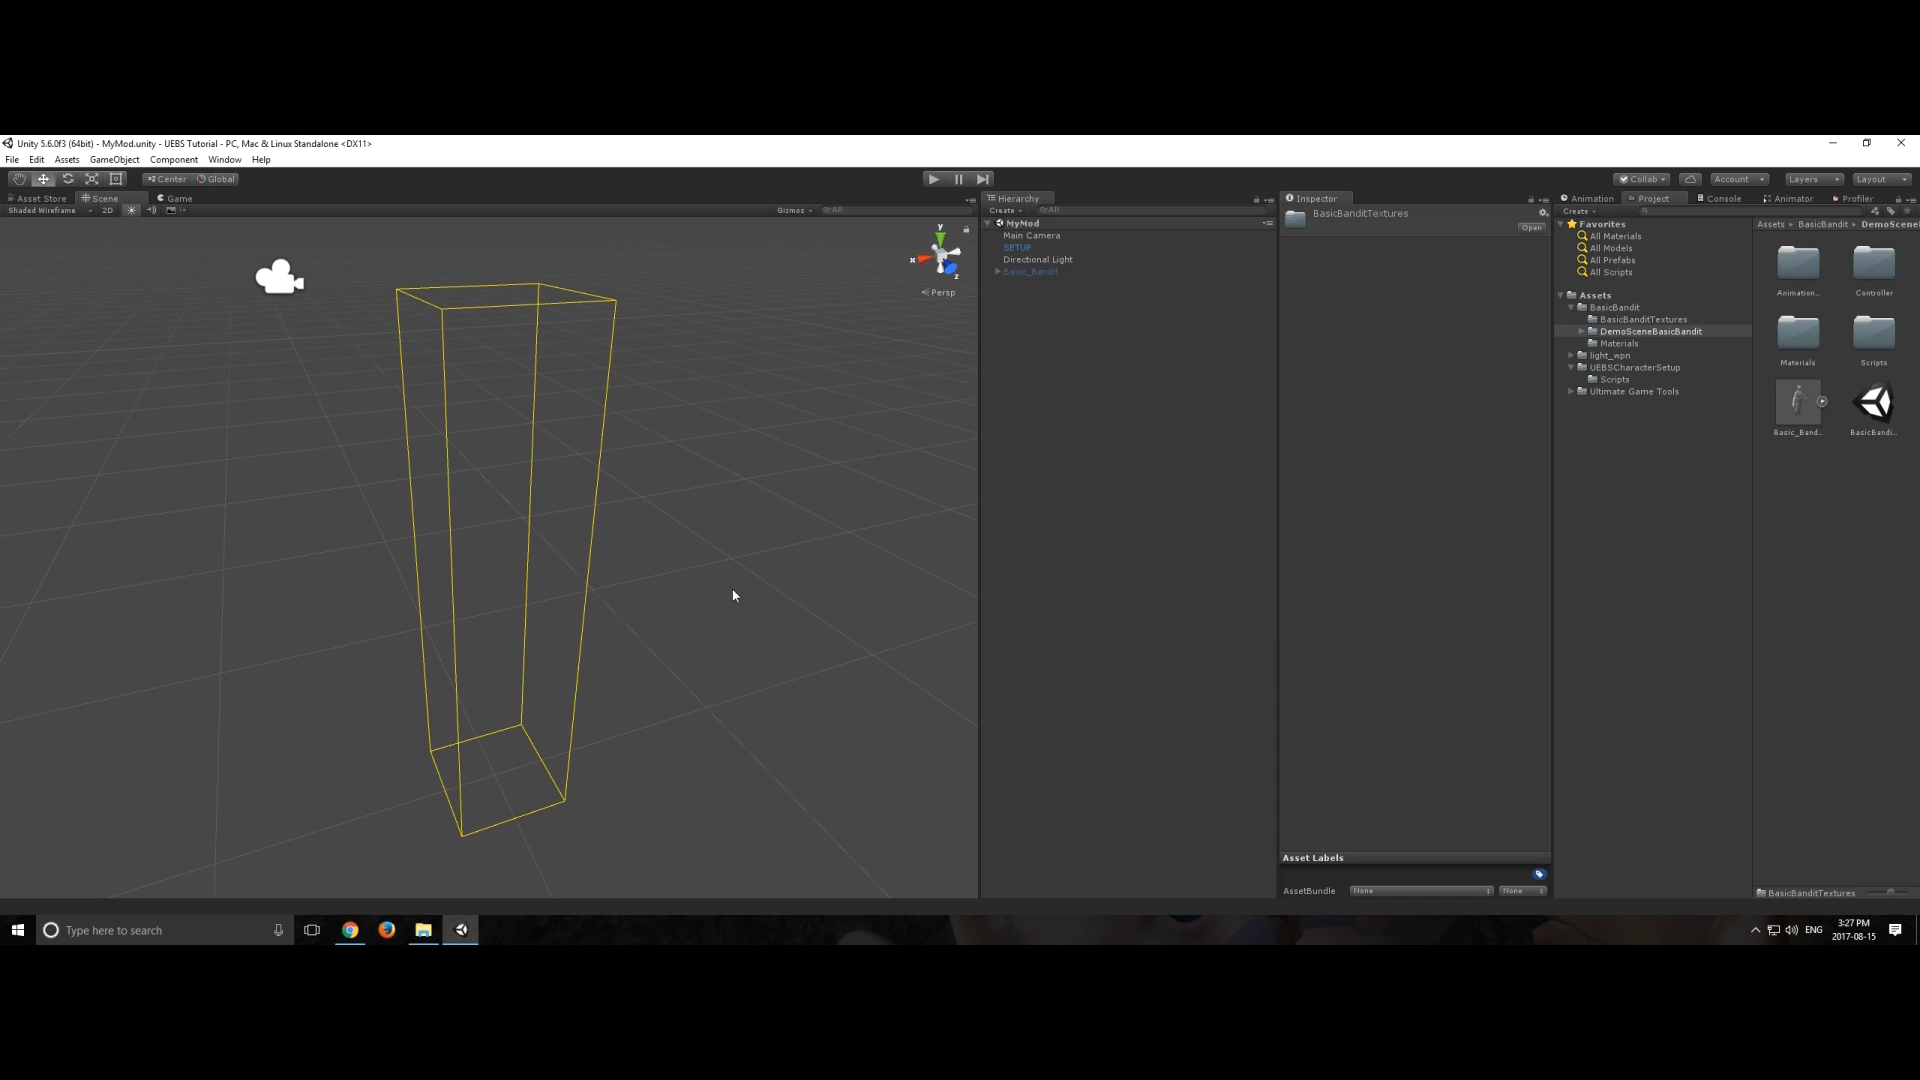 Unity 5.6.0f3 (64bit) - MyMod.unity - UEBS Tutorial - PC, Mac & Linux Standalone <DX11>
File Edit Assets GameObject Component Window Help
Center Global
Collab Account Layers Layout
Asset Store Scene Game
Shaded Wireframe 2D Gizmos All
y
x
z
Persp
Hierarchy
Create All
MyMod
Main Camera
SETUP
Directional Light
Basic_Bandit
Inspector
BasicBanditTextures
Open
Asset Labels
AssetBundle None None
Animation Project Console Animator Profiler
Create
Favorites
All Materials
All Models
All Prefabs
All Scripts
Assets
BasicBandit
BasicBanditTextures
DemoSceneBasicBandit
Materials
light_wpn
UEBSCharacterSetup
Scripts
Ultimate Game Tools
Assets BasicBandit DemoScene
Animation... Controller
Materials Scripts
Basic_Band... BasicBandi...
BasicBanditTextures
Type here to search
ENG
3:27 PM
2017-08-15